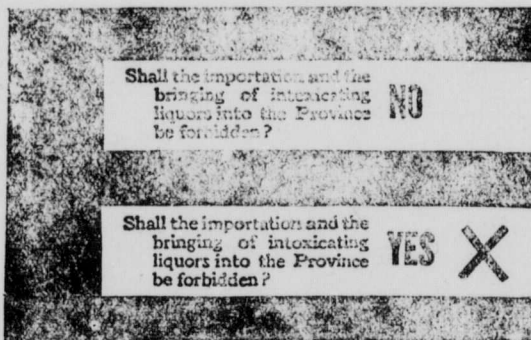 Shall the importation and the
bringing of intoxicating NO
liquors into the Province
be forbidden?
Shall the importation and the
bringing of intoxicating YES X
liquors into the Province
be forbidden?